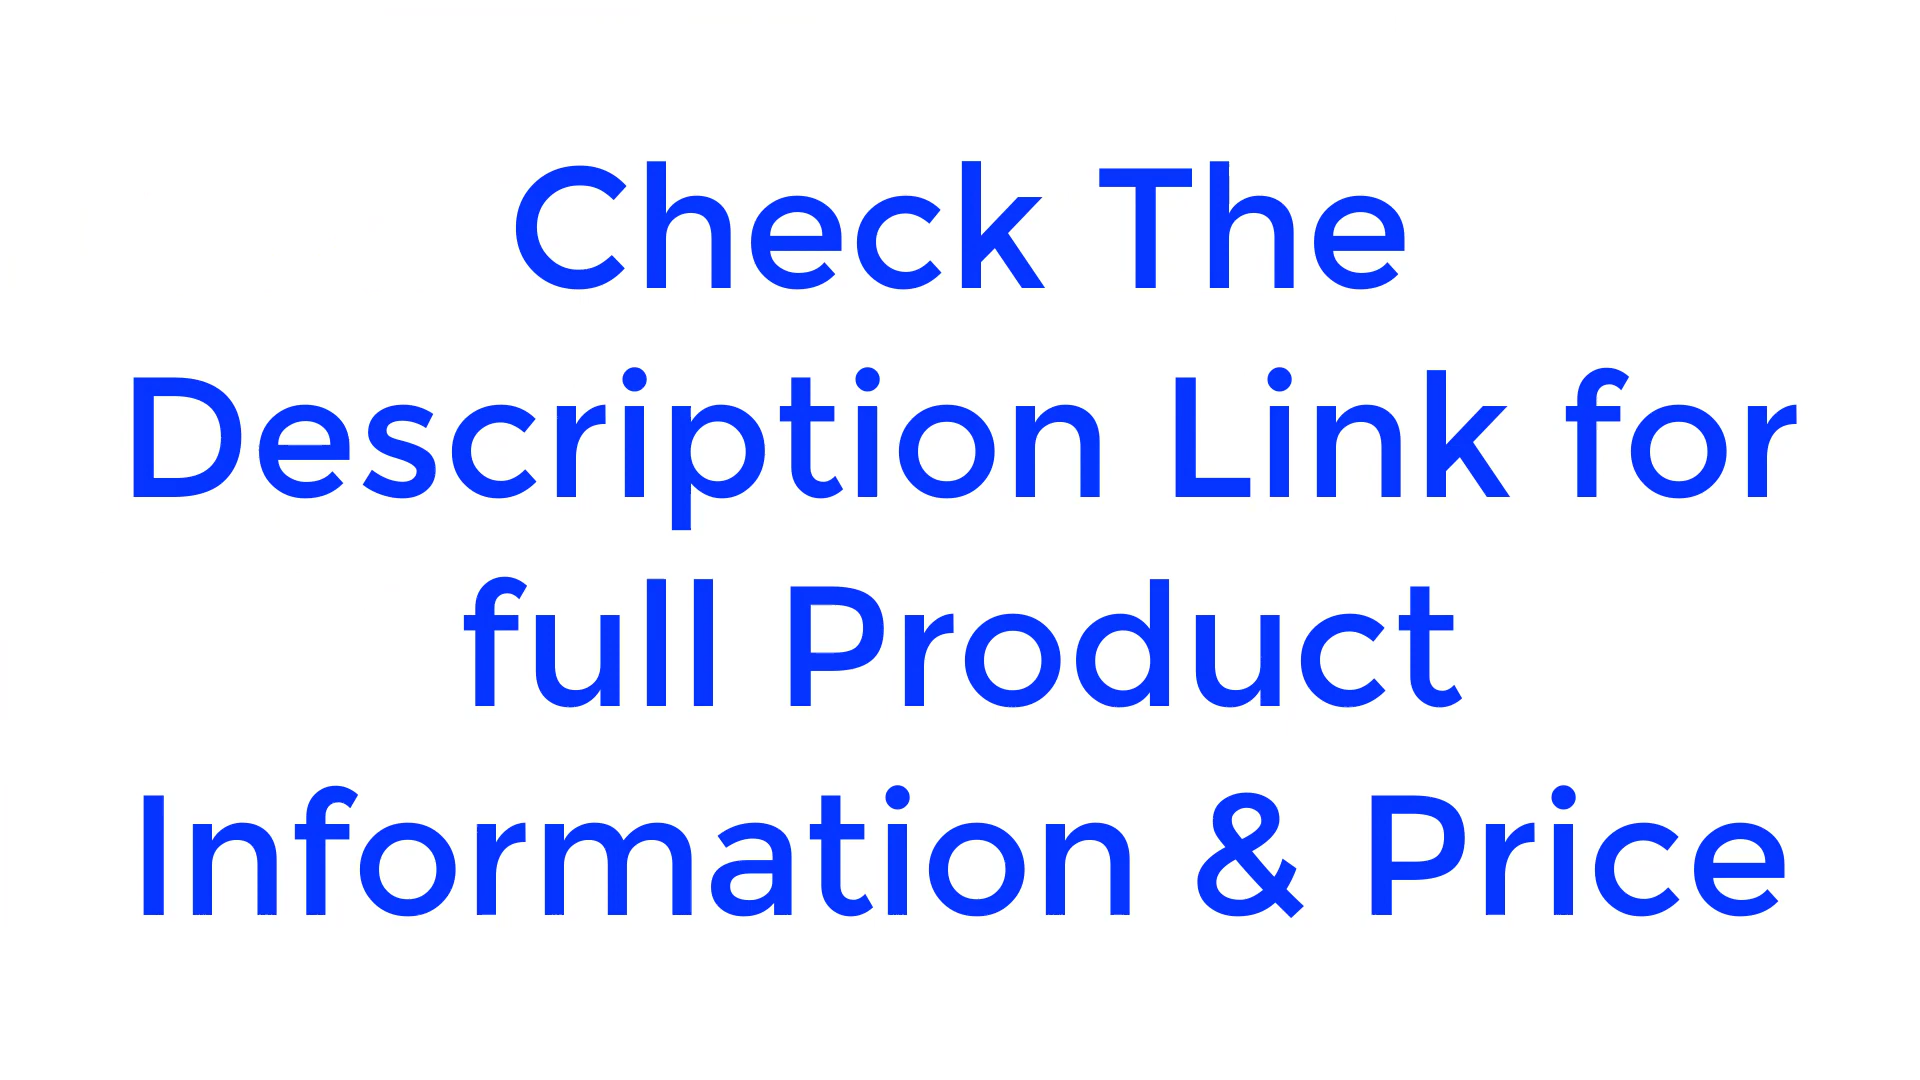 Check The
Description Link for
full Product
Information & Price